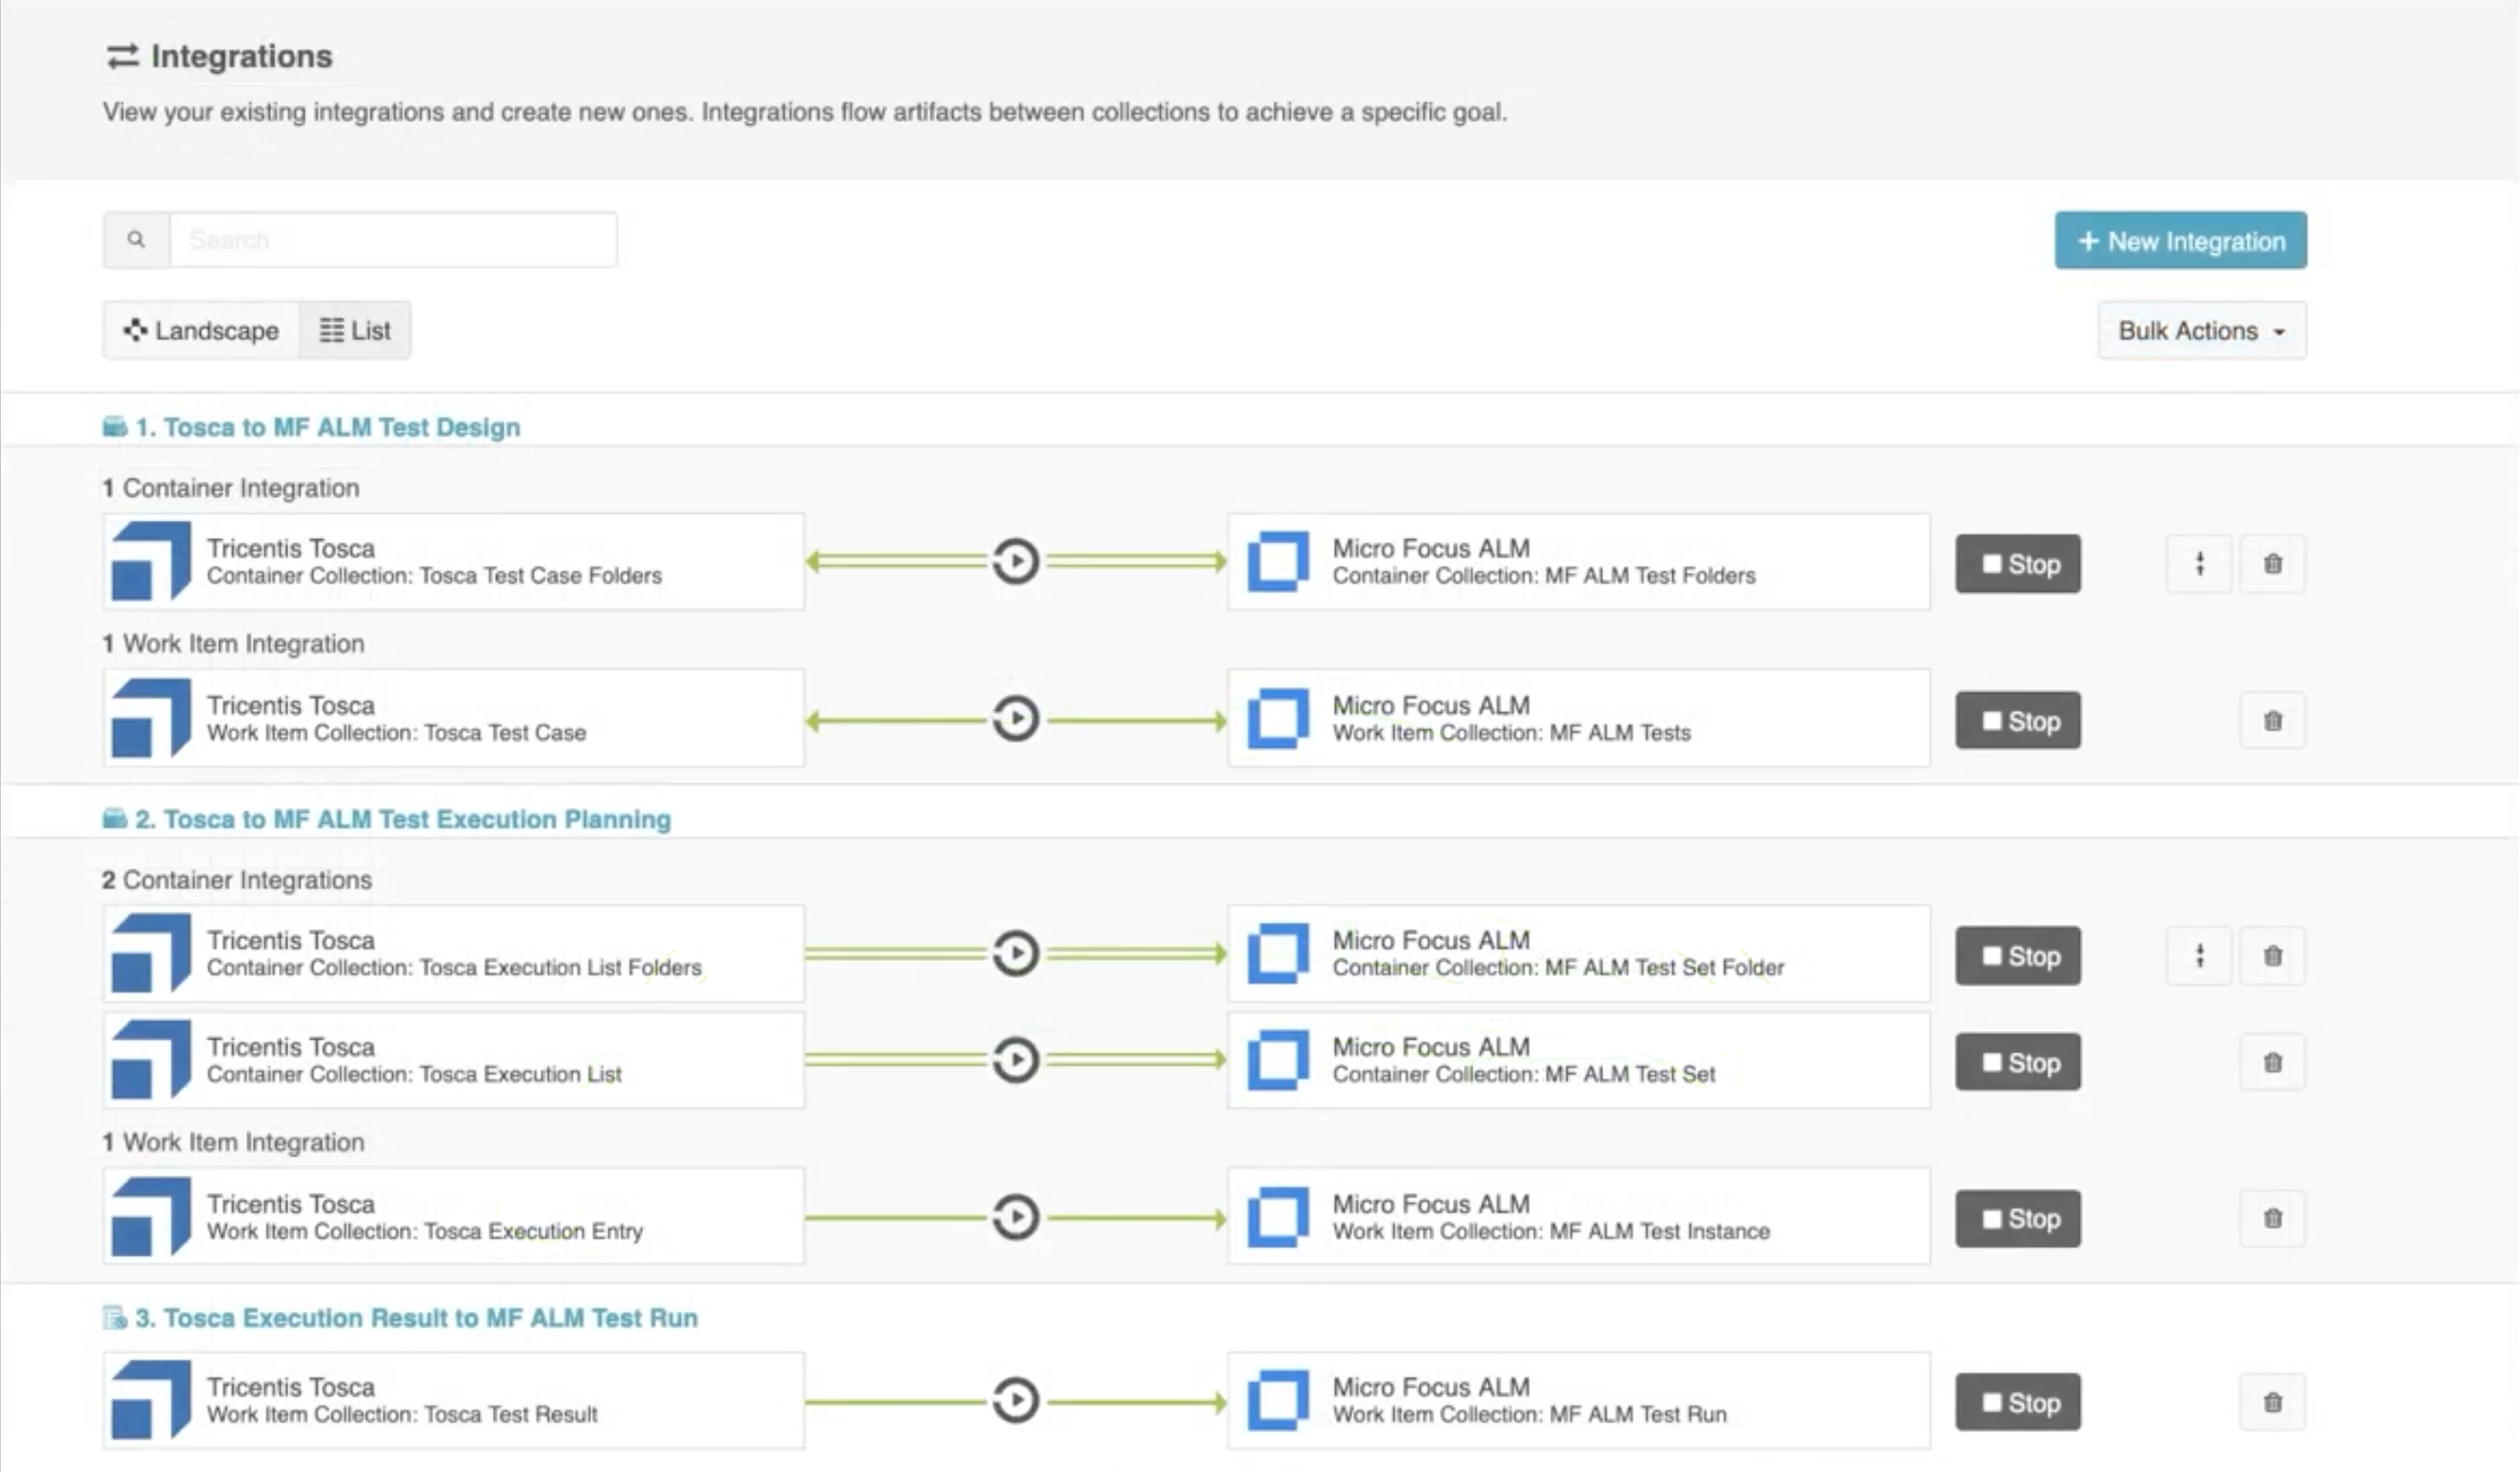 Integrations
View your existing integrations and create new ones. Integrations flow artifacts between collections to achieve a specific goal.
Search
+ New Integration
Landscape
List
Bulk Actions
1. Tosca to MF ALM Test Design
1 Container Integration
Tricentis Tosca
Container Collection: Tosca Test Case Folders
Micro Focus ALM
Container Collection: MF ALM Test Folders
Stop
1 Work Item Integration
Tricentis Tosca
Work Item Collection: Tosca Test Case
Micro Focus ALM
Work Item Collection: MF ALM Tests
Stop
2. Tosca to MF ALM Test Execution Planning
2 Container Integrations
Tricentis Tosca
Container Collection: Tosca Execution List Folders
Micro Focus ALM
Container Collection: MF ALM Test Set Folder
Stop
Tricentis Tosca
Container Collection: Tosca Execution List
Micro Focus ALM
Container Collection: MF ALM Test Set
Stop
1 Work Item Integration
Tricentis Tosca
Work Item Collection: Tosca Execution Entry
Micro Focus ALM
Work Item Collection: MF ALM Test Instance
Stop
3. Tosca Execution Result to MF ALM Test Run
Tricentis Tosca
Work Item Collection: Tosca Test Result
Micro Focus ALM
Work Item Collection: MF ALM Test Run
Stop